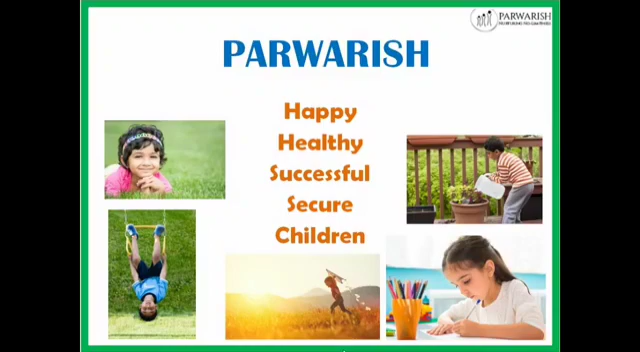 PARWARISH
PARWARISH
Happy
Healthy
Successful
Secure
Children